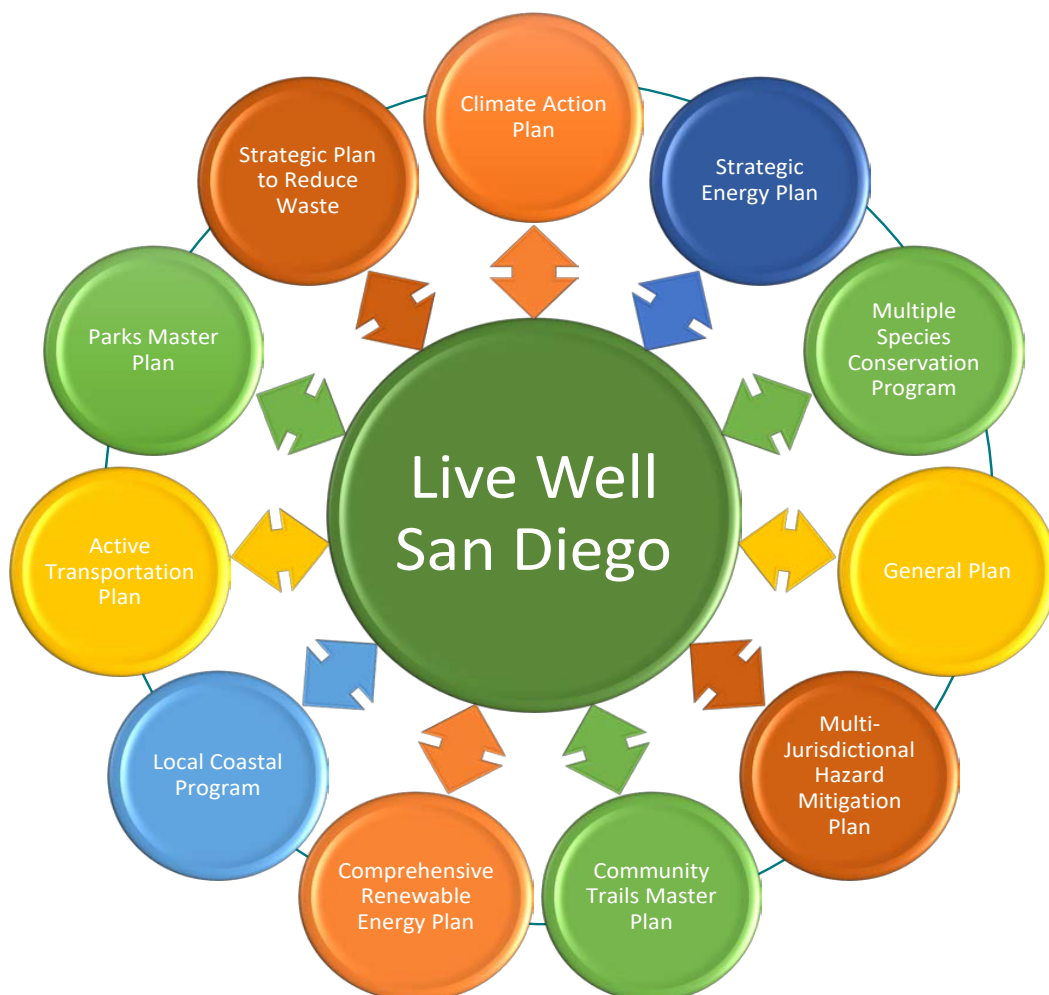 Climate Action
Plan
Strategic
Energy Plan
Multiple
Species
Conservation
Program
General Plan
Multi-
Jurisdictional
Hazard
Mitigation
Plan
Community
Trails Master
Plan
Comprehensive
Renewable
Energy Plan
Local Coastal
Program
Active
Transportation
Plan
Parks Master
Plan
Strategic Plan
to Reduce
Waste
Live Well
San Diego